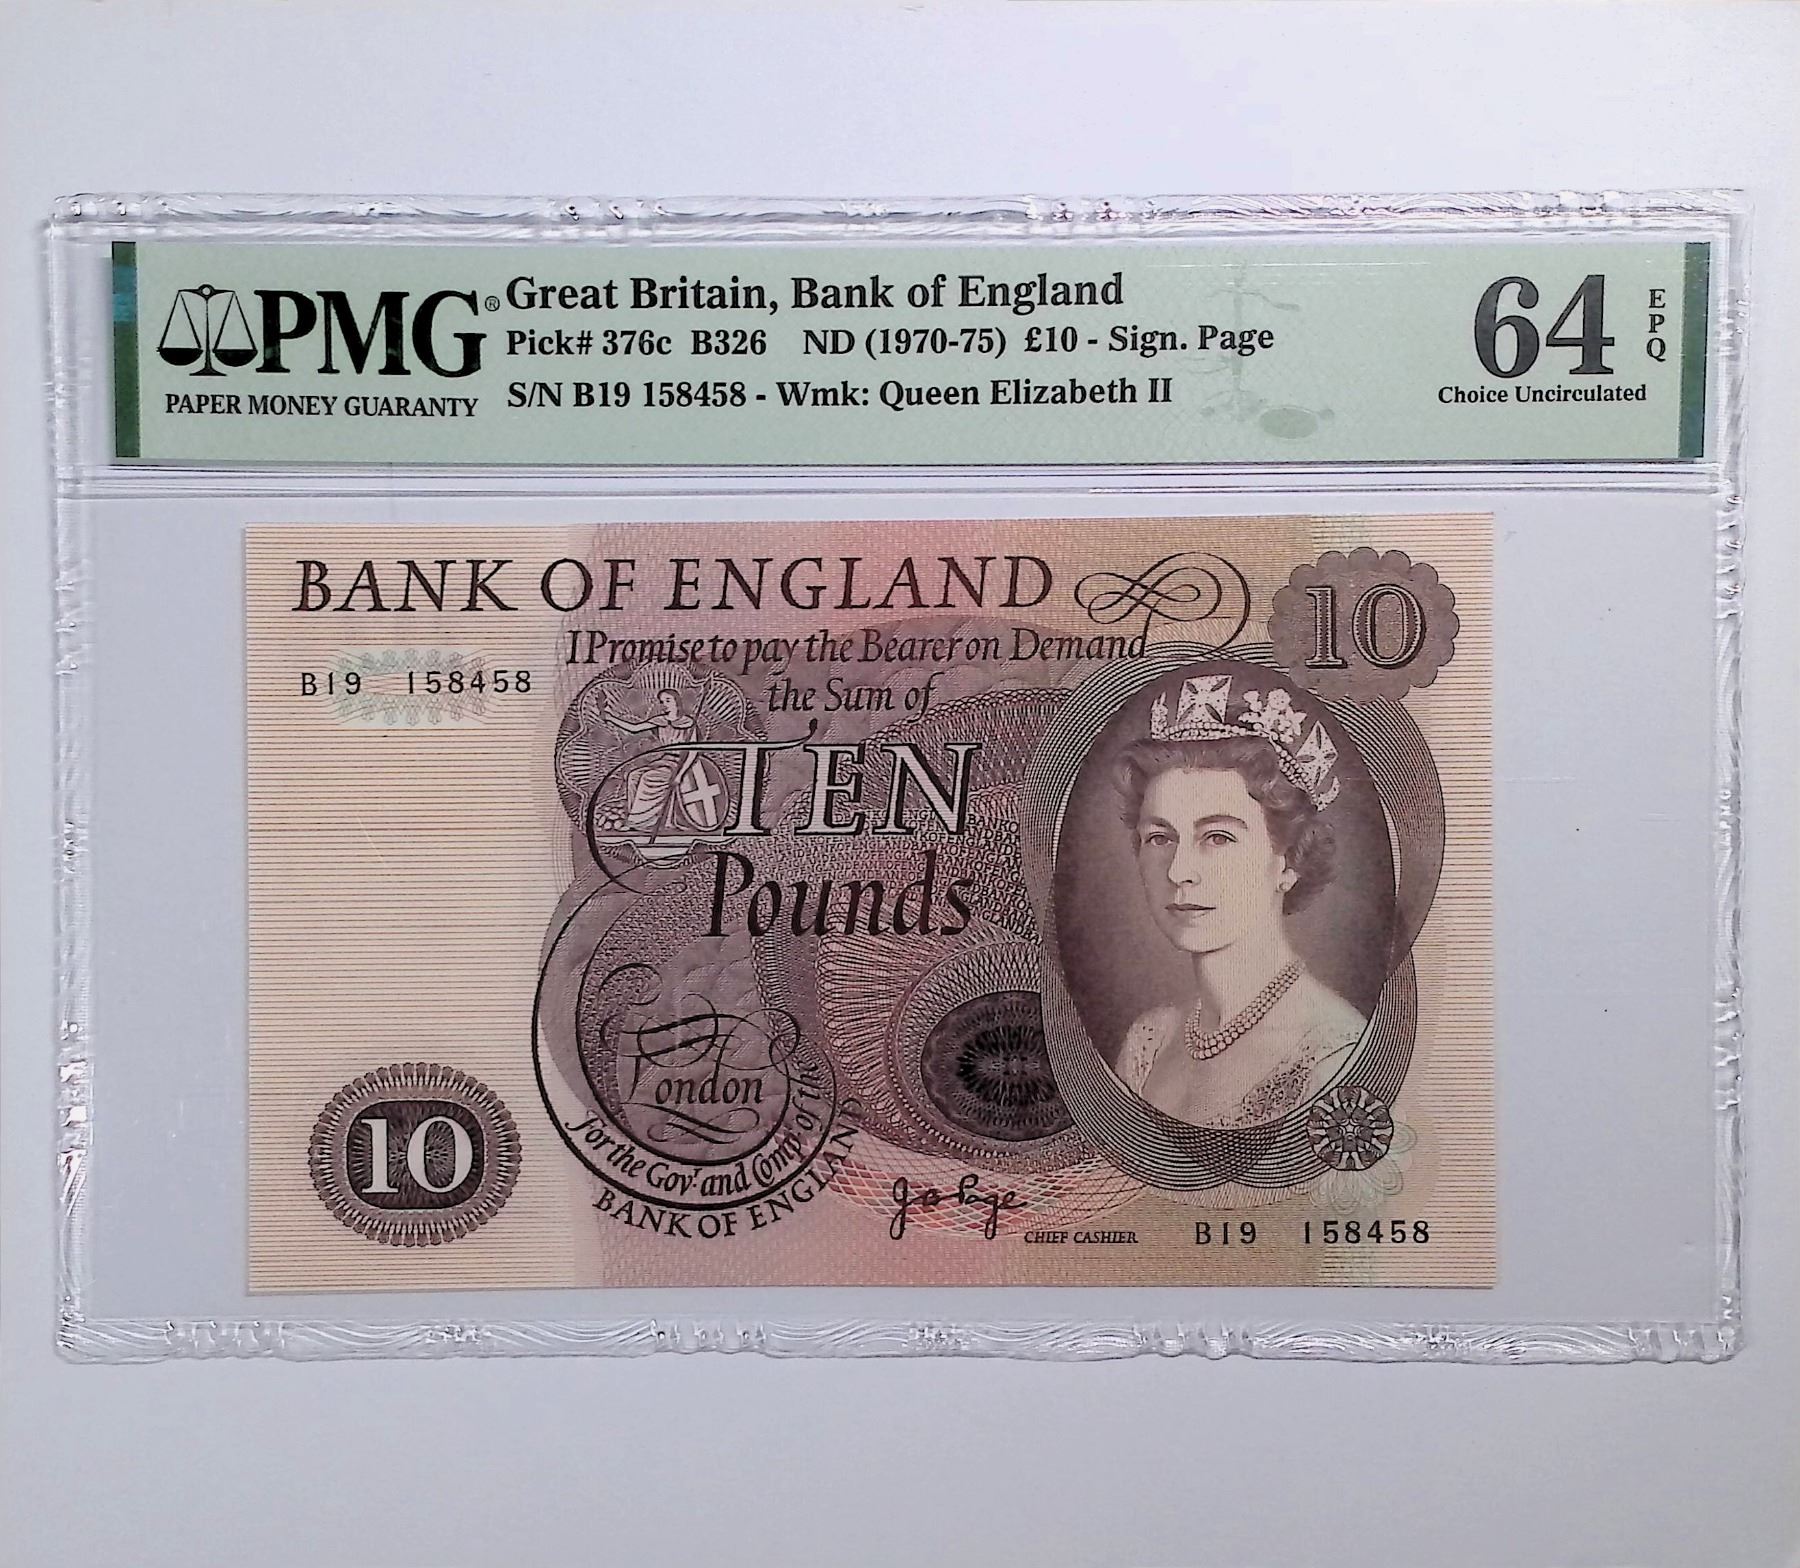 PMG®
PAPER MONEY GUARANTY
Great Britain, Bank of England
Pick# 376c B326 ND (1970-75) £10 - Sign. Page
S/N B19 158458 - Wmk: Queen Elizabeth II
64
EPQ
Choice Uncirculated
BANK OF ENGLAND
10
I Promise to pay the Bearer on Demand
the Sum of
B19 158458
TEN
Pounds
London
for the Govr. and Compa. of the
BANK OF ENGLAND
10
J B Page
CHIEF CASHIER
B19 158458